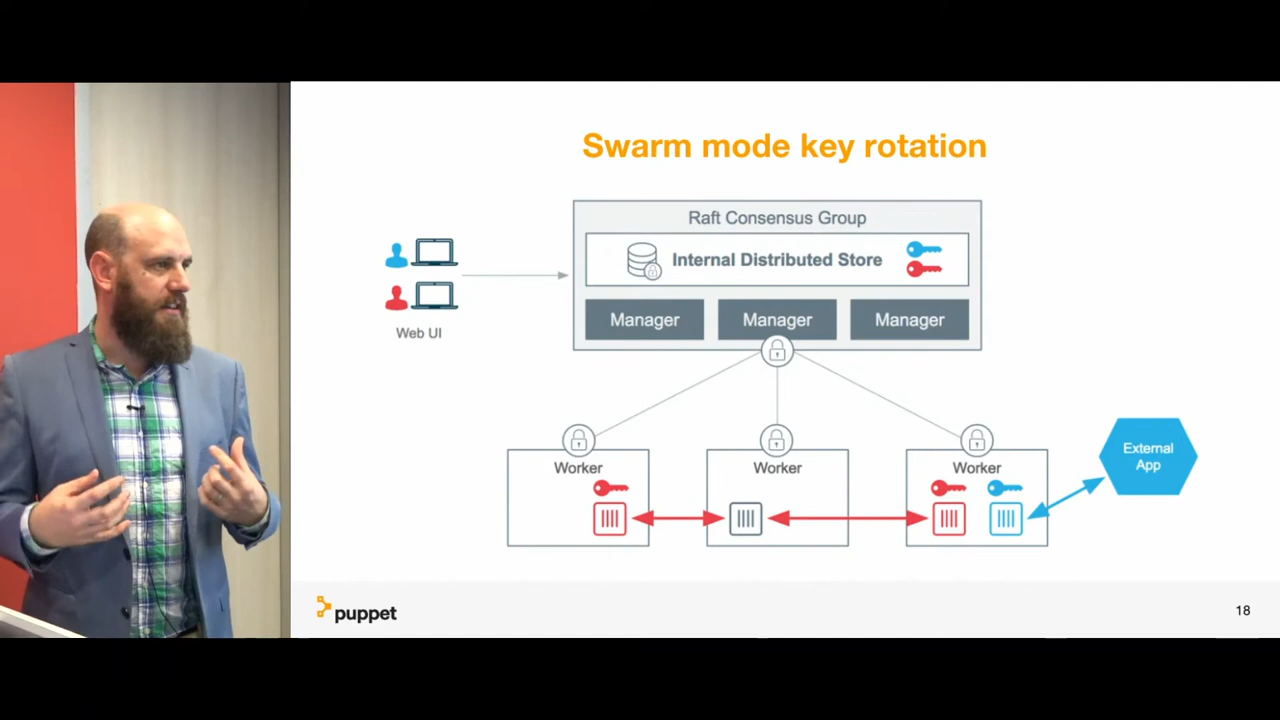 Swarm mode key rotation
Raft Consensus Group
Internal Distributed Store
Manager
Manager
Manager
Web UI
Worker
Worker
Worker
External
App
puppet
18